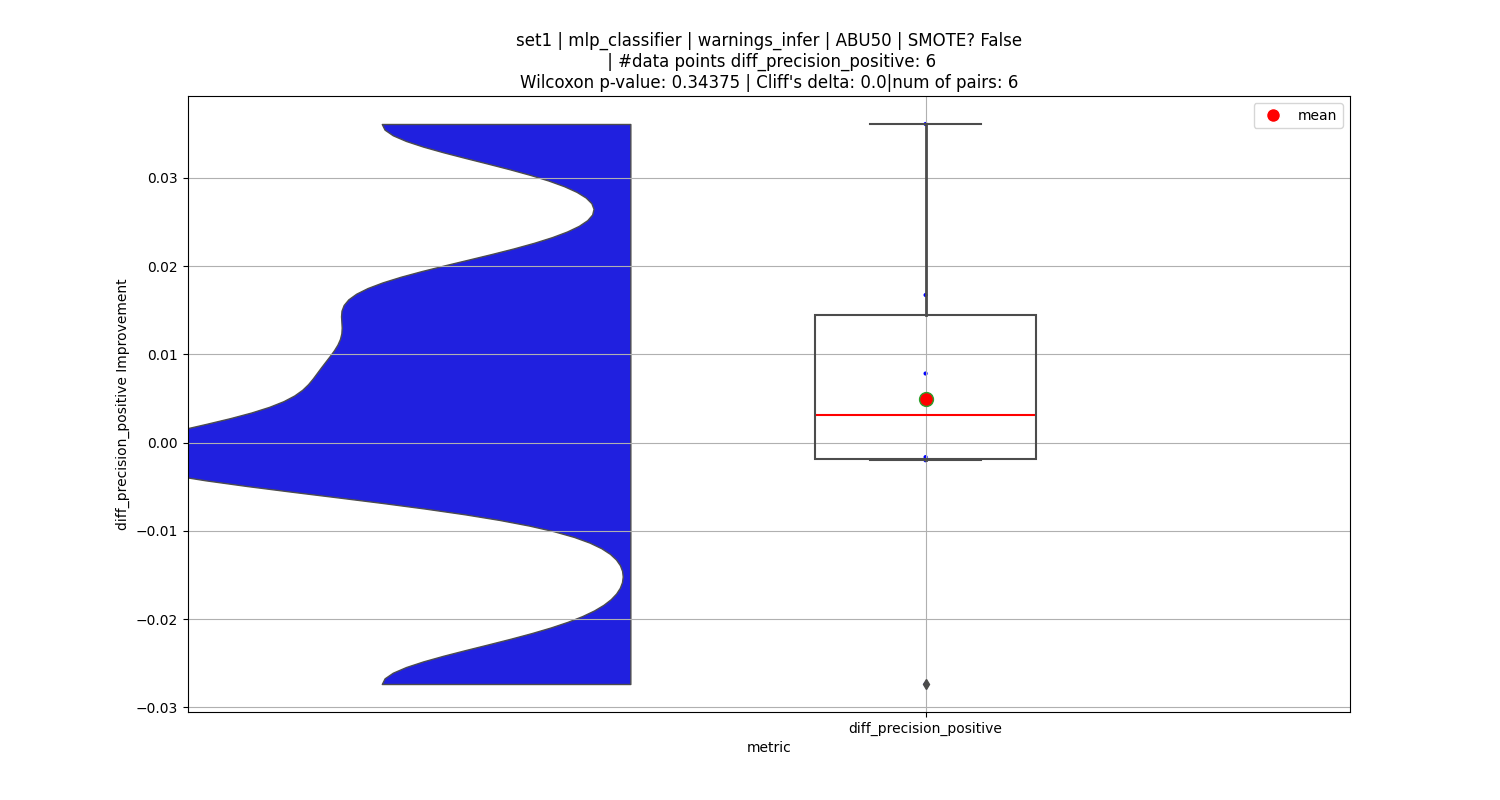 set1 | mlp_classifier | warnings_infer | ABU50 | SMOTE? False
| #data points diff_precision_positive: 6
Wilcoxon p-value: 0.34375 | Cliff's delta: 0.0|num of pairs: 6
mean
0.03
0.02
0.01
0.00
−0.01
−0.02
−0.03
diff_precision_positive Improvement
diff_precision_positive
metric